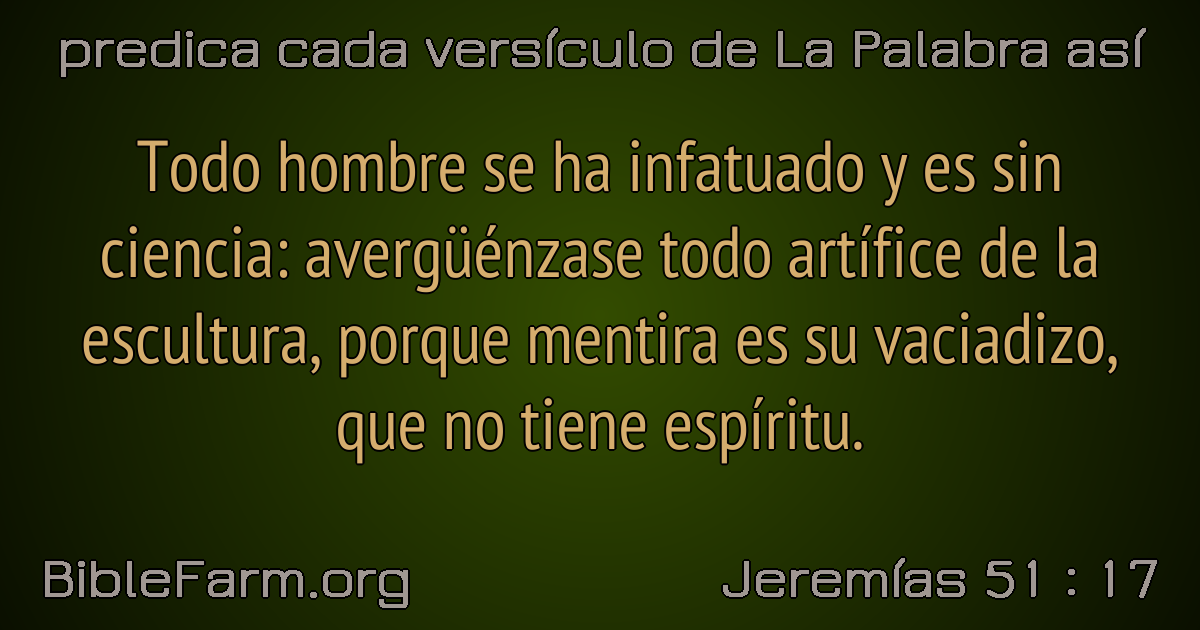 predica cada versículo de La Palabra así
Todo hombre se ha infatuado y es sin
ciencia: avergüénzase todo artífice de la
escultura, porque mentira es su vaciadizo,
que no tiene espíritu.
BibleFarm.org
Jeremías 51 : 17